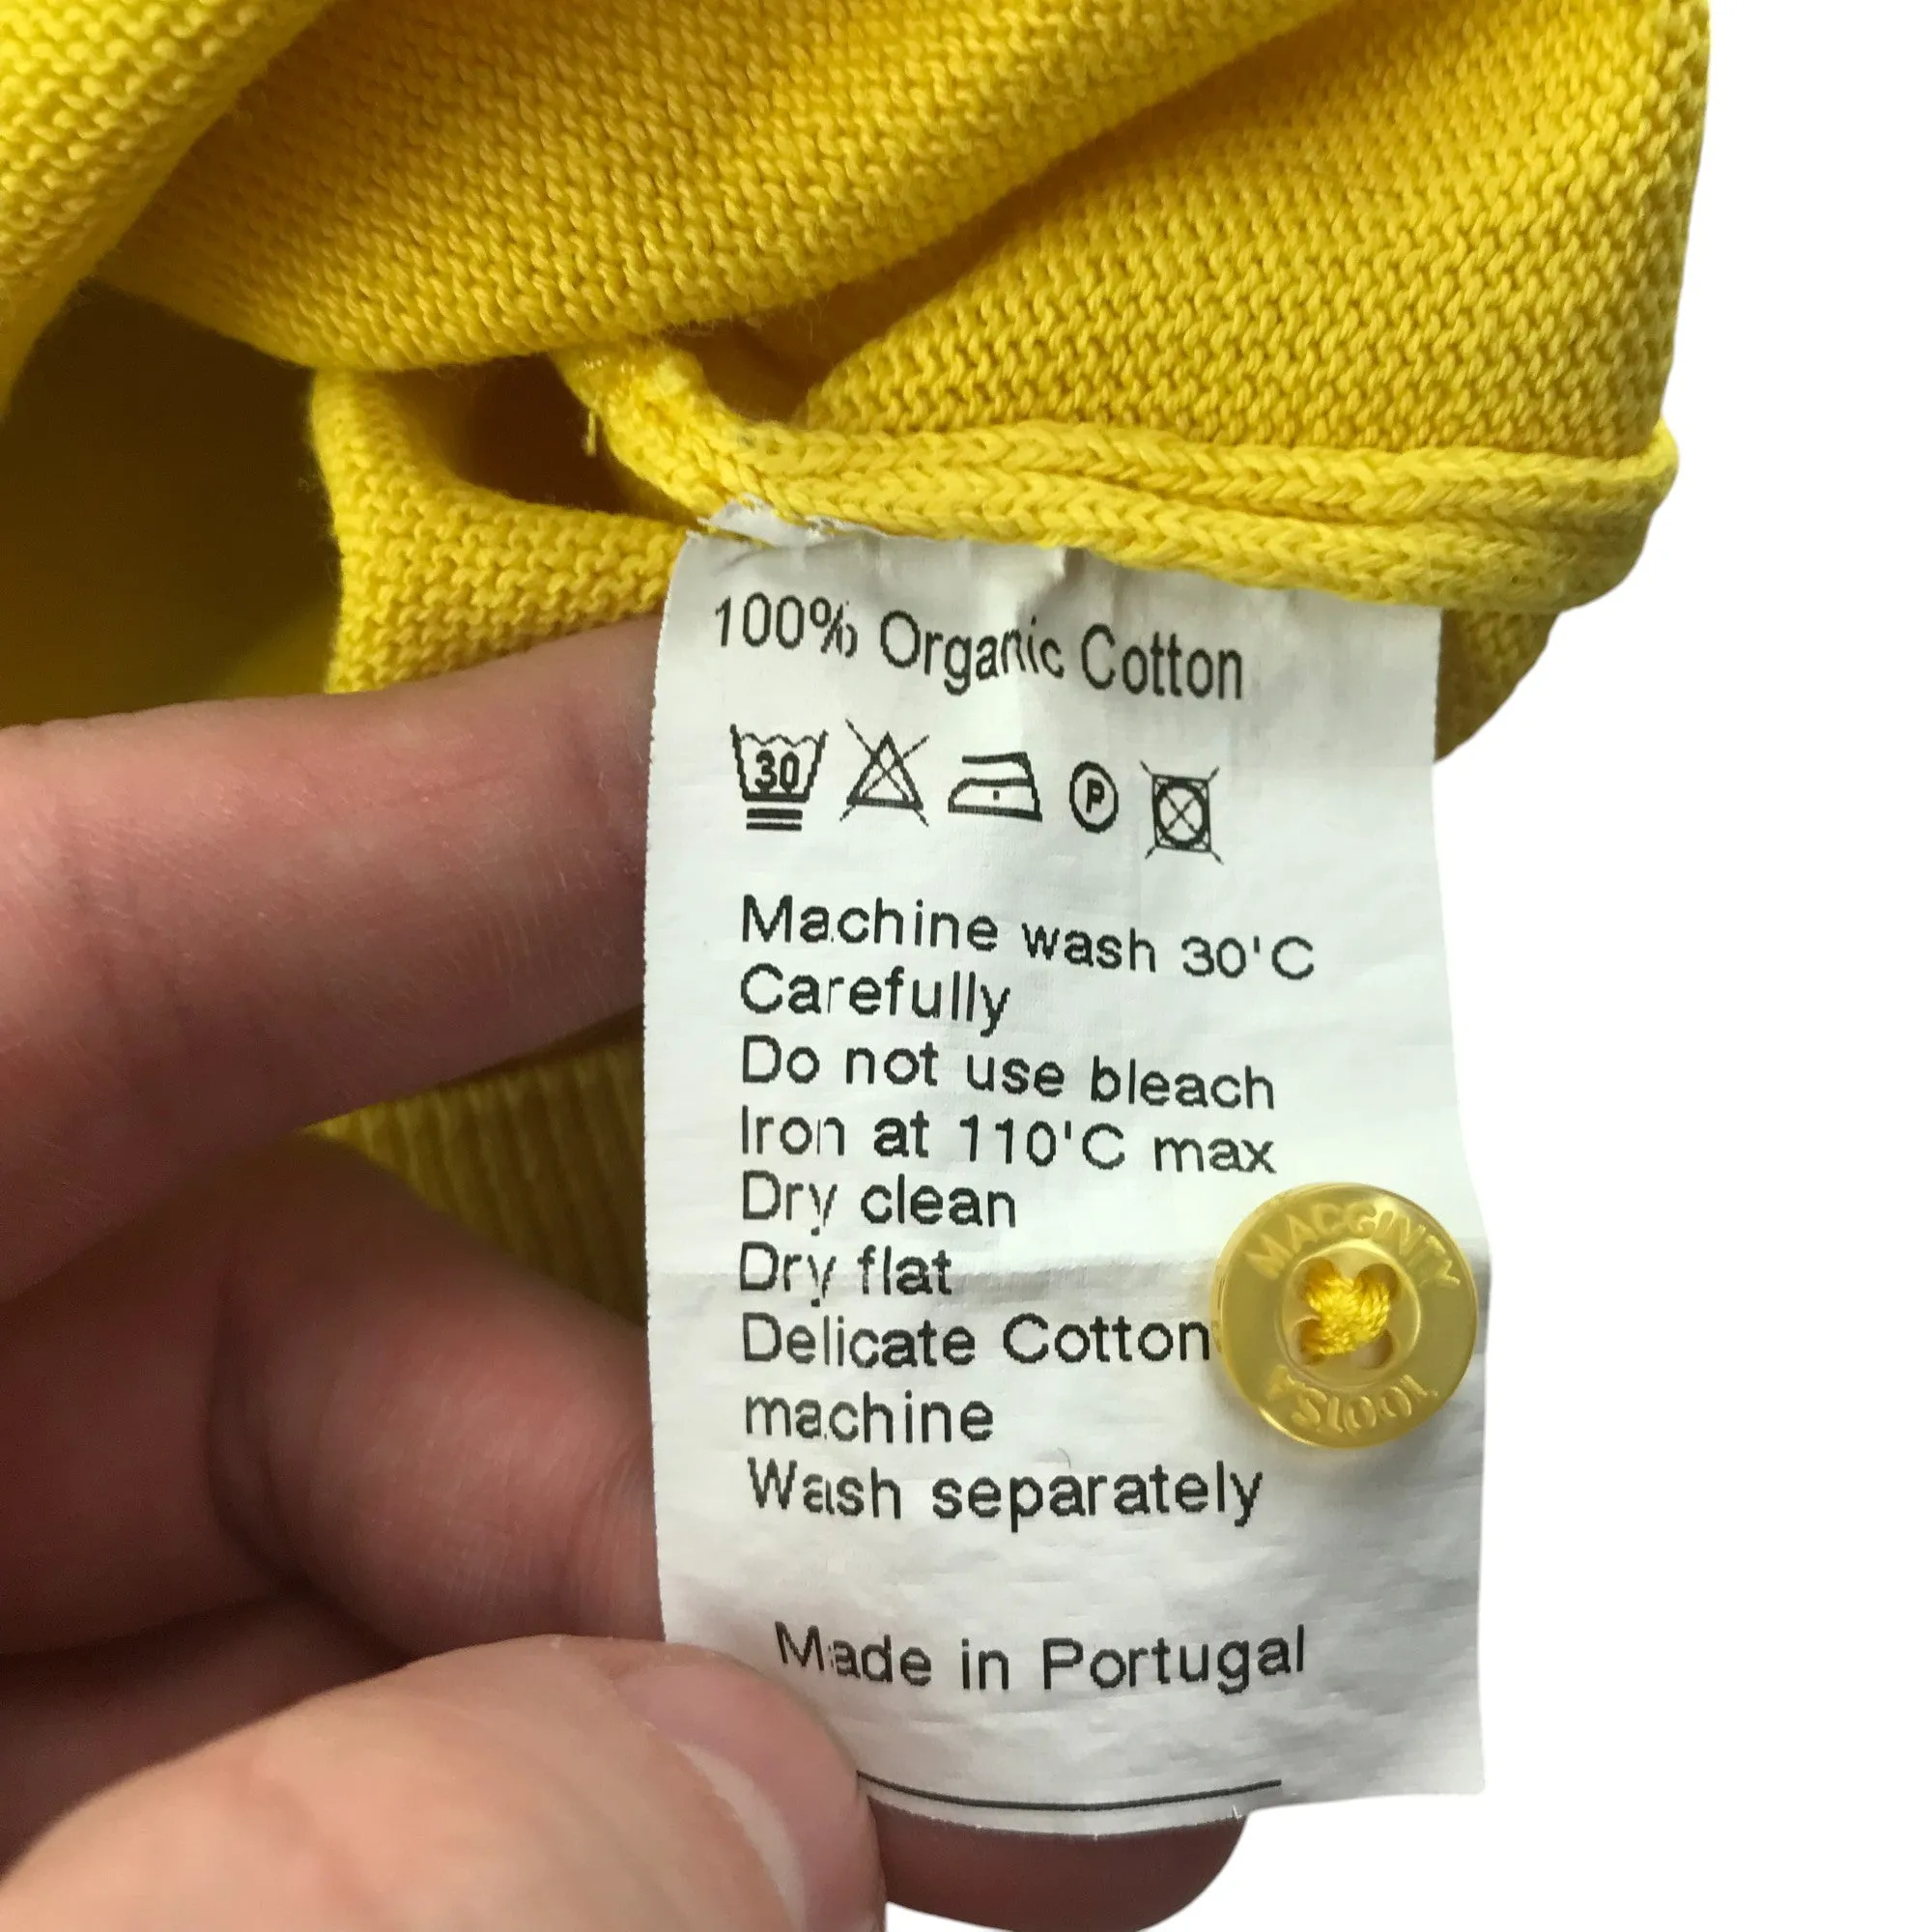 100% Organic Cotton
30
P
Machine wash 30'C
Carefully
Do not use bleach
Iron at 110'C max
Dry clean
Dry flat
Delicate Cotton
machine
Wash separately
MACGINTY
Made in Portugal